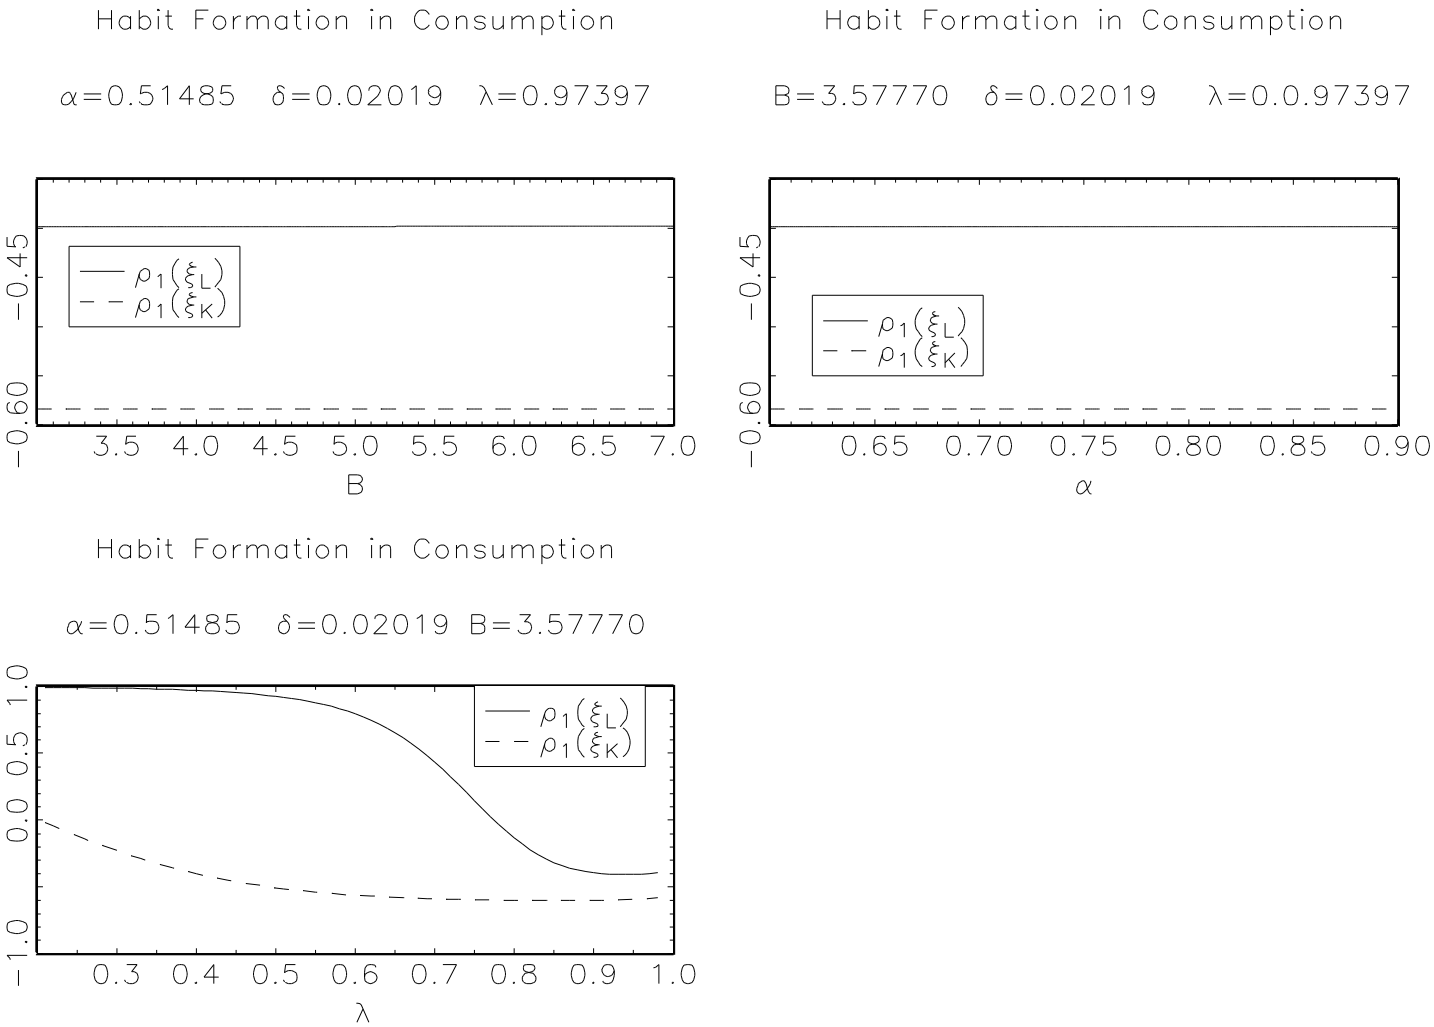 Habit Formation in Consumption
α=0.51485 δ=0.02019 λ=0.97397
-0.45
-0.60
ρ1(ξL)
ρ1(ξK)
3.5 4.0 4.5 5.0 5.5 6.0 6.5 7.0
B
Habit Formation in Consumption
B=3.57770 δ=0.02019 λ=0.0.97397
-0.45
-0.60
ρ1(ξL)
ρ1(ξK)
0.65 0.70 0.75 0.80 0.85 0.90
α
Habit Formation in Consumption
α=0.51485 δ=0.02019 B=3.57770
1.0
0.5
0.0
-1.0
ρ1(ξL)
ρ1(ξK)
0.3 0.4 0.5 0.6 0.7 0.8 0.9 1.0
λ